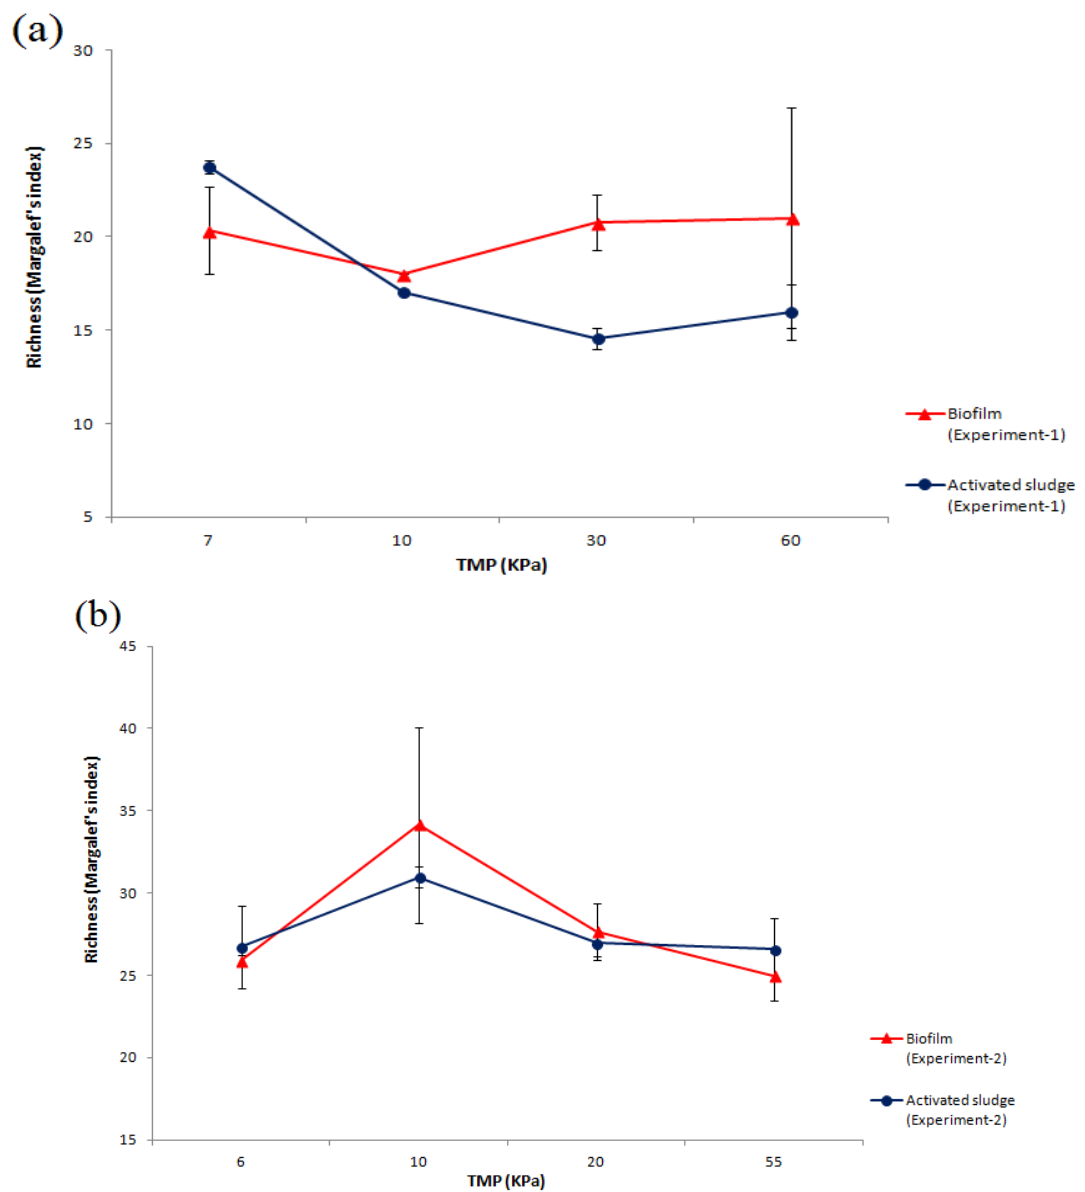 (a)
30
25
20
15
10
5
Richness (Margalef's index)
7 10 30 60
TMP (KPa)
Biofilm
(Experiment-1)
Activated sludge
(Experiment-1)
(b)
45
40
35
30
25
20
15
Richness (Margalef's index)
6 10 20 55
TMP (KPa)
Biofilm
(Experiment-2)
Activated sludge
(Experiment-2)